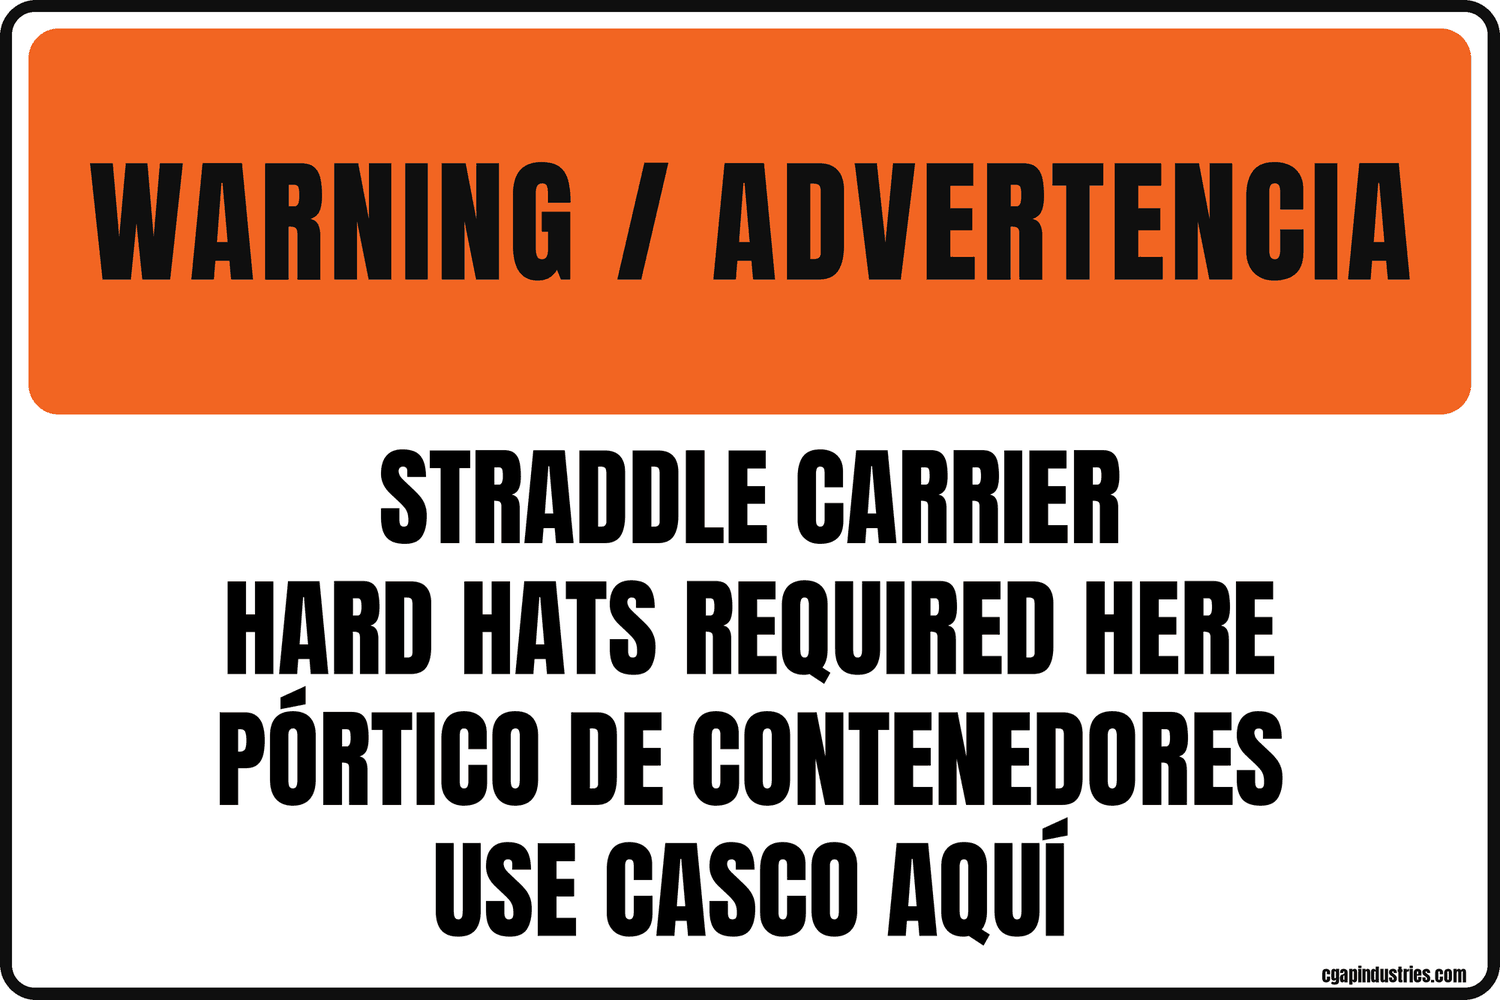 WARNING / ADVERTENCIA
STRADDLE CARRIER
HARD HATS REQUIRED HERE
PÓRTICO DE CONTENEDORES
USE CASCO AQUÍ
cgapindustries.com